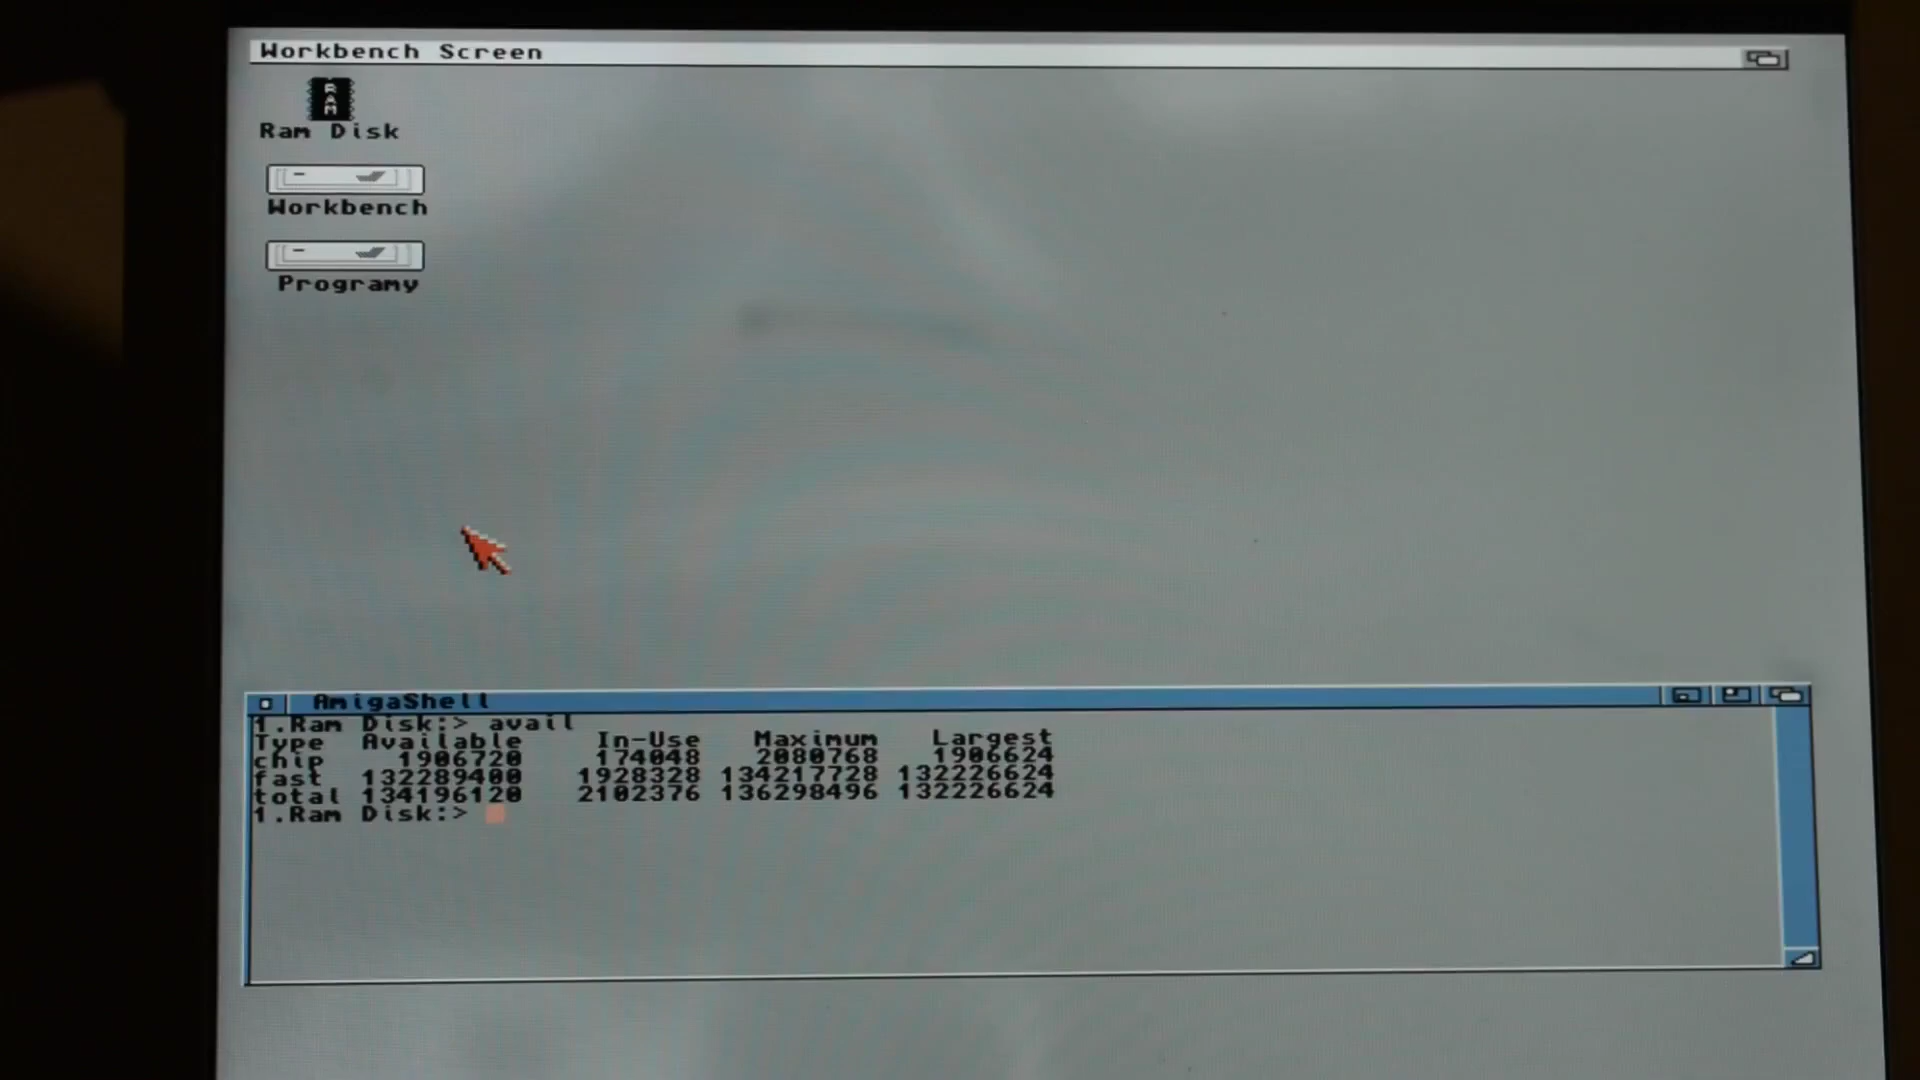 Workbench Screen
RAM
Ram Disk
Workbench
Programy
AmigaShell
1.Ram Disk:> avail
Type Available In-Use Maximum Largest
chip 1906720 174048 2080768 1906624
fast 132289400 1928328 134217728 132226624
total 134196120 2102376 136298496 132226624
1.Ram Disk:>